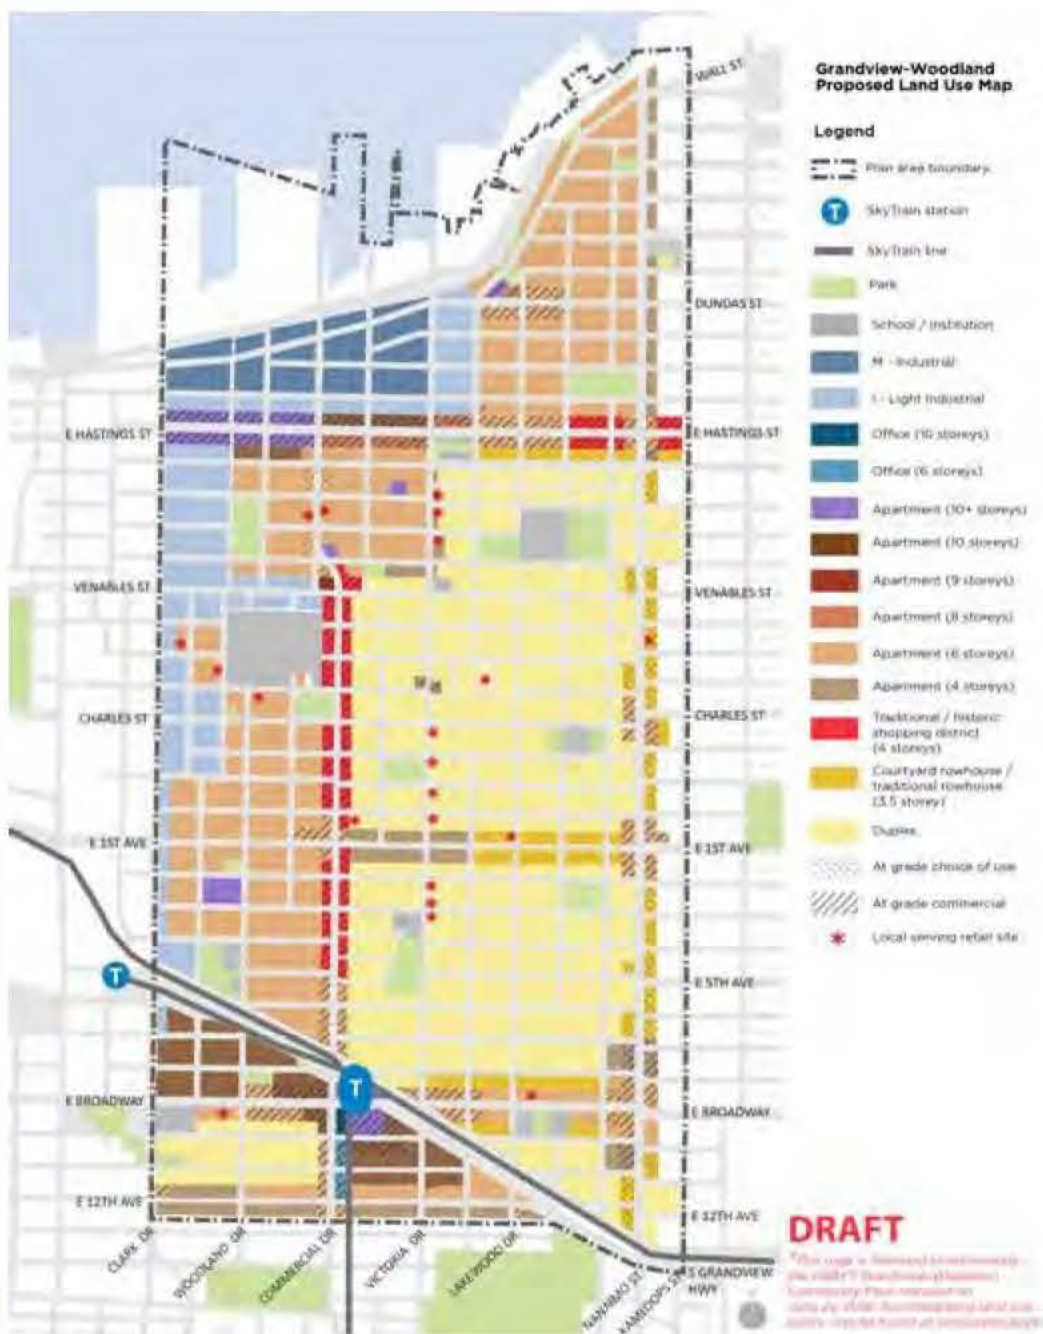 Grandview-Woodland
Proposed Land Use Map
Legend
Plan area boundary
SkyTrain station
SkyTrain line
Park
School / Institution
M - Industrial
I - Light Industrial
Office (10 storeys)
Office (6 storeys)
Apartment (10+ storeys)
Apartment (10 storeys)
Apartment (9 storeys)
Apartment (8 storeys)
Apartment (6 storeys)
Apartment (4 storeys)
Traditional / historic
shopping district
(4 storeys)
Courtyard rowhouse /
traditional rowhouse
(3.5 storey)
Duplex
At grade choice of use
At grade commercial
Local serving retail site
WALL ST
DUNDAS ST
E HASTINGS ST
E HASTINGS ST
VENABLES ST
VENABLES ST
CHARLES ST
CHARLES ST
E 1ST AVE
E 1ST AVE
E 5TH AVE
T
T
E BROADWAY
E BROADWAY
E 12TH AVE
E 12TH AVE
CLARK DR
WOODLAND DR
COMMERCIAL DR
VICTORIA DR
LAKEWOOD DR
NANAIMO ST
KAMLOOPS ST
S GRANDVIEW
HWY
T
DRAFT